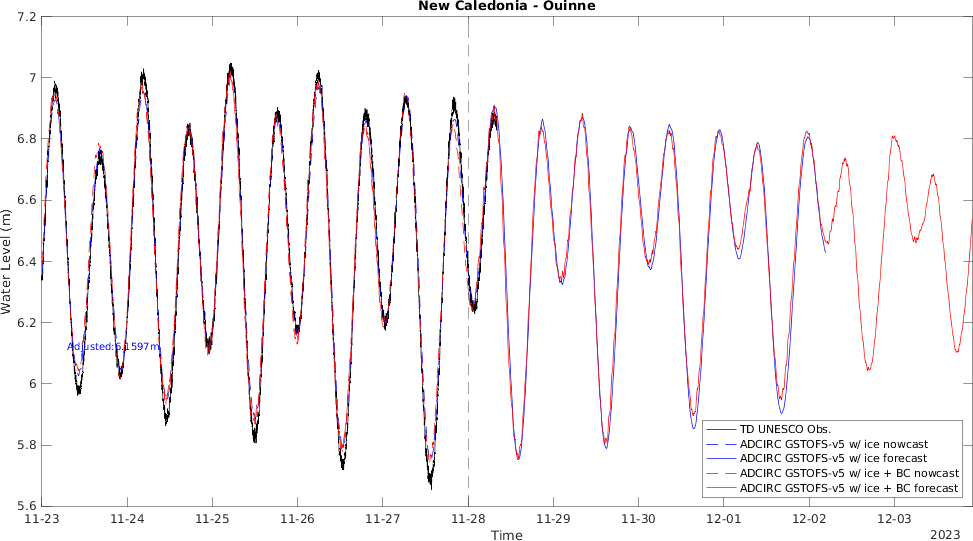 New Caledonia - Ouinne
7.2
7
6.8
6.6
6.4
6.2
6
5.8
5.6
Water Level (m)
Adjusted:6.1597m
TD UNESCO Obs.
ADCIRC GSTOFS-v5 w/ ice nowcast
ADCIRC GSTOFS-v5 w/ ice forecast
ADCIRC GSTOFS-v5 w/ ice + BC nowcast
ADCIRC GSTOFS-v5 w/ ice + BC forecast
11-23 11-24 11-25 11-26 11-27 11-28 11-29 11-30 12-01 12-02 12-03
Time
2023